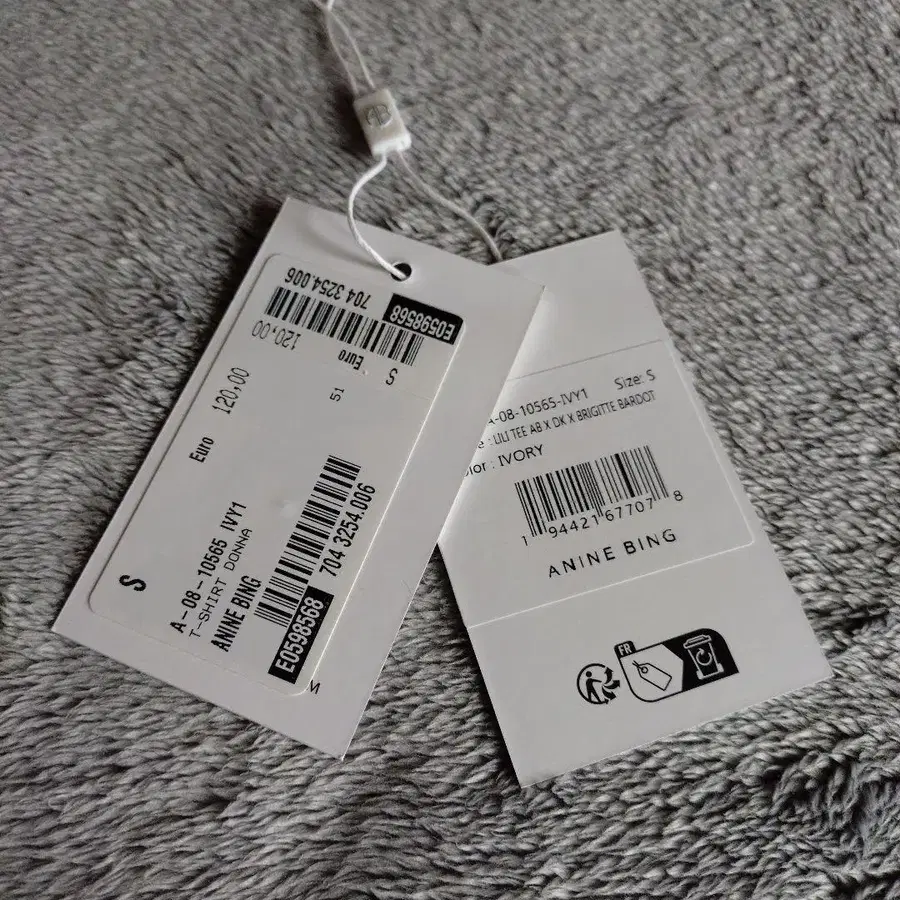 704 3254.006
E0598568
120,00
Euro
S
51
Euro 120,00
S
A-08-10565 IVY1
T-SHIRT DONNA
ANINE BING
704 3254.006
E0598568
M
A-08-10565-IVY1 Size: S
: LILI TEE AB X DK X BRIGITTE BARDOT
: IVORY
1 94421 67707 8
ANINE BING
FR